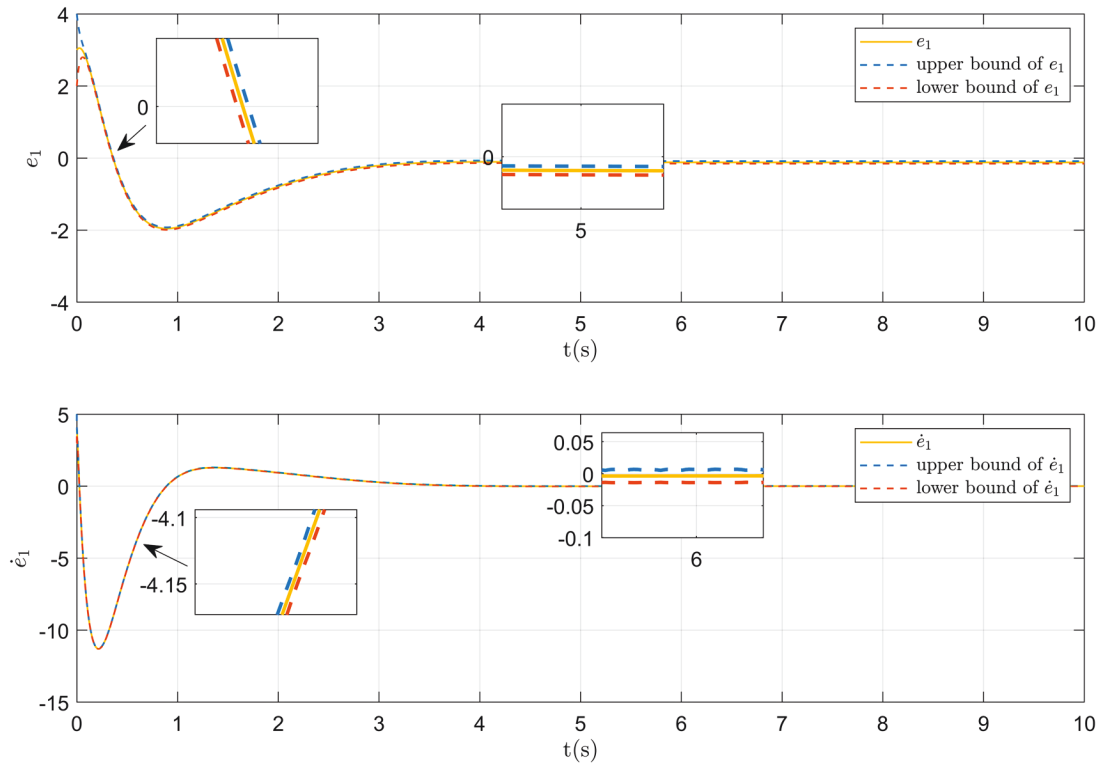 4
2
0
-2
-4
e₁
0
0
5
e₁
upper bound of e₁
lower bound of e₁
0 1 2 3 4 5 6 7 8 9 10
t(s)
5
0
-5
-10
-15
ė₁
-4.1
-4.15
0.05
0
-0.05
-0.1
6
ė₁
upper bound of ė₁
lower bound of ė₁
0 1 2 3 4 5 6 7 8 9 10
t(s)